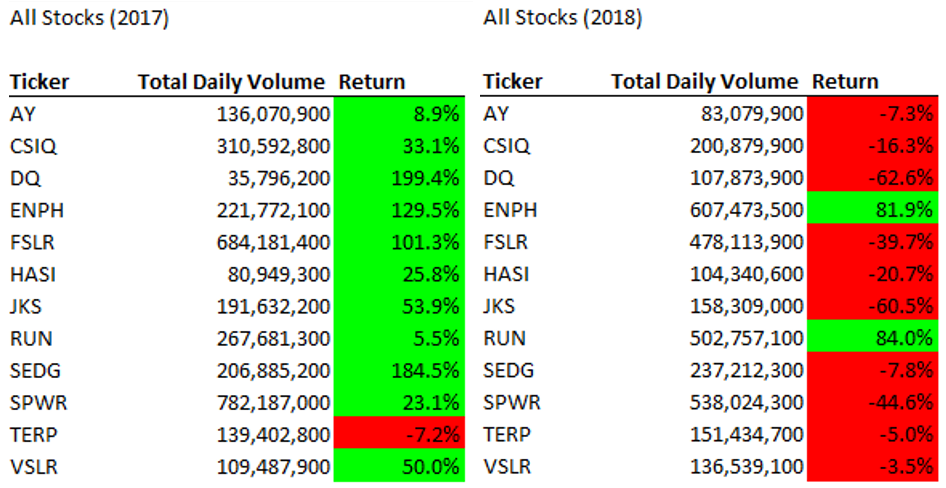 All Stocks (2017) All Stocks (2018)
Ticker Total Daily Volume Return Ticker Total Daily Volume Return
AY 136,070,900 8.9% AY 83,079,900 -7.3%
CSIQ 310,592,800 33.1% CSIQ 200,879,900 -16.3%
DQ 35,796,200 199.4% DQ 107,873,900 -62.6%
ENPH 221,772,100 129.5% ENPH 607,473,500 81.9%
FSLR 684,181,400 101.3% FSLR 478,113,900 -39.7%
HASI 80,949,300 25.8% HASI 104,340,600 -20.7%
JKS 191,632,200 53.9% JKS 158,309,000 -60.5%
RUN 267,681,300 5.5% RUN 502,757,100 84.0%
SEDG 206,885,200 184.5% SEDG 237,212,300 -7.8%
SPWR 782,187,000 23.1% SPWR 538,024,300 -44.6%
TERP 139,402,800 -7.2% TERP 151,434,700 -5.0%
VSLR 109,487,900 50.0% VSLR 136,539,100 -3.5%